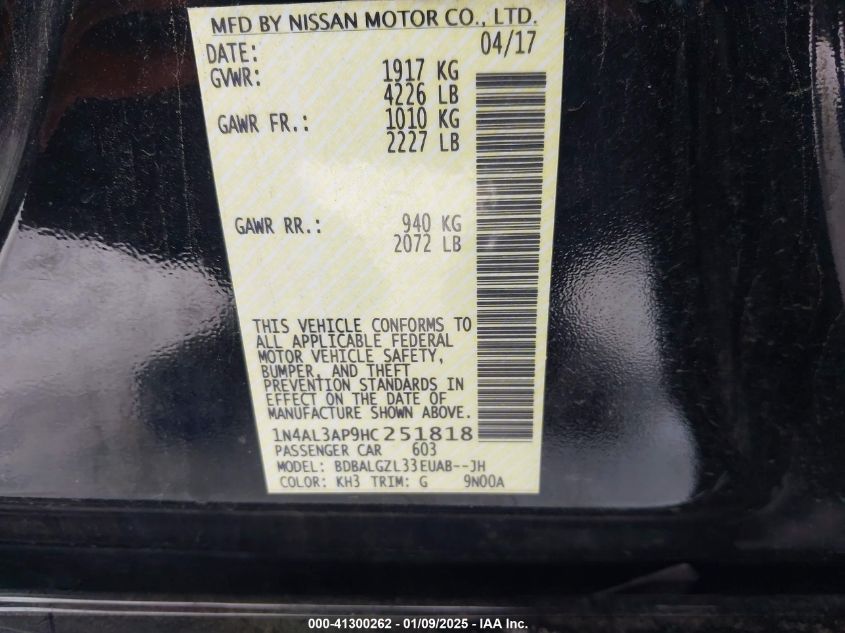 MFD BY NISSAN MOTOR CO., LTD.
DATE: 04/17
GVWR: 1917 KG
4226 LB
GAWR FR.: 1010 KG
2227 LB
GAWR RR.: 940 KG
2072 LB
THIS VEHICLE CONFORMS TO
ALL APPLICABLE FEDERAL
MOTOR VEHICLE SAFETY,
BUMPER, AND THEFT
PREVENTION STANDARDS IN
EFFECT ON THE DATE OF
MANUFACTURE SHOWN ABOVE.
1N4AL3AP9HC251818
PASSENGER CAR 603
MODEL: BDBALGZL33EUAB--JH
COLOR: KH3 TRIM: G 9N00A
000-41300262 - 01/09/2025 - IAA Inc.